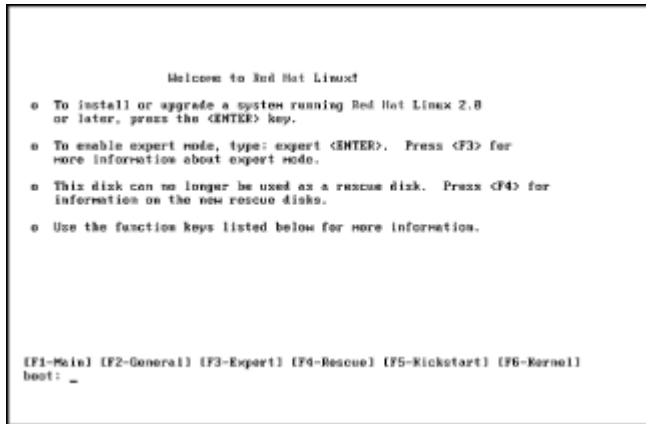 Welcome to Red Hat Linux!
o To install or upgrade a system running Red Hat Linux 2.0
or later, press the <ENTER> key.
o To enable expert mode, type: expert <ENTER>. Press <F3> for
more information about expert mode.
o This disk can no longer be used as a rescue disk. Press <F4> for
information on the new rescue disks.
o Use the function keys listed below for more information.
[F1-Main] [F2-General] [F3-Expert] [F4-Rescue] [F5-Kickstart] [F6-Kernel]
boot: _